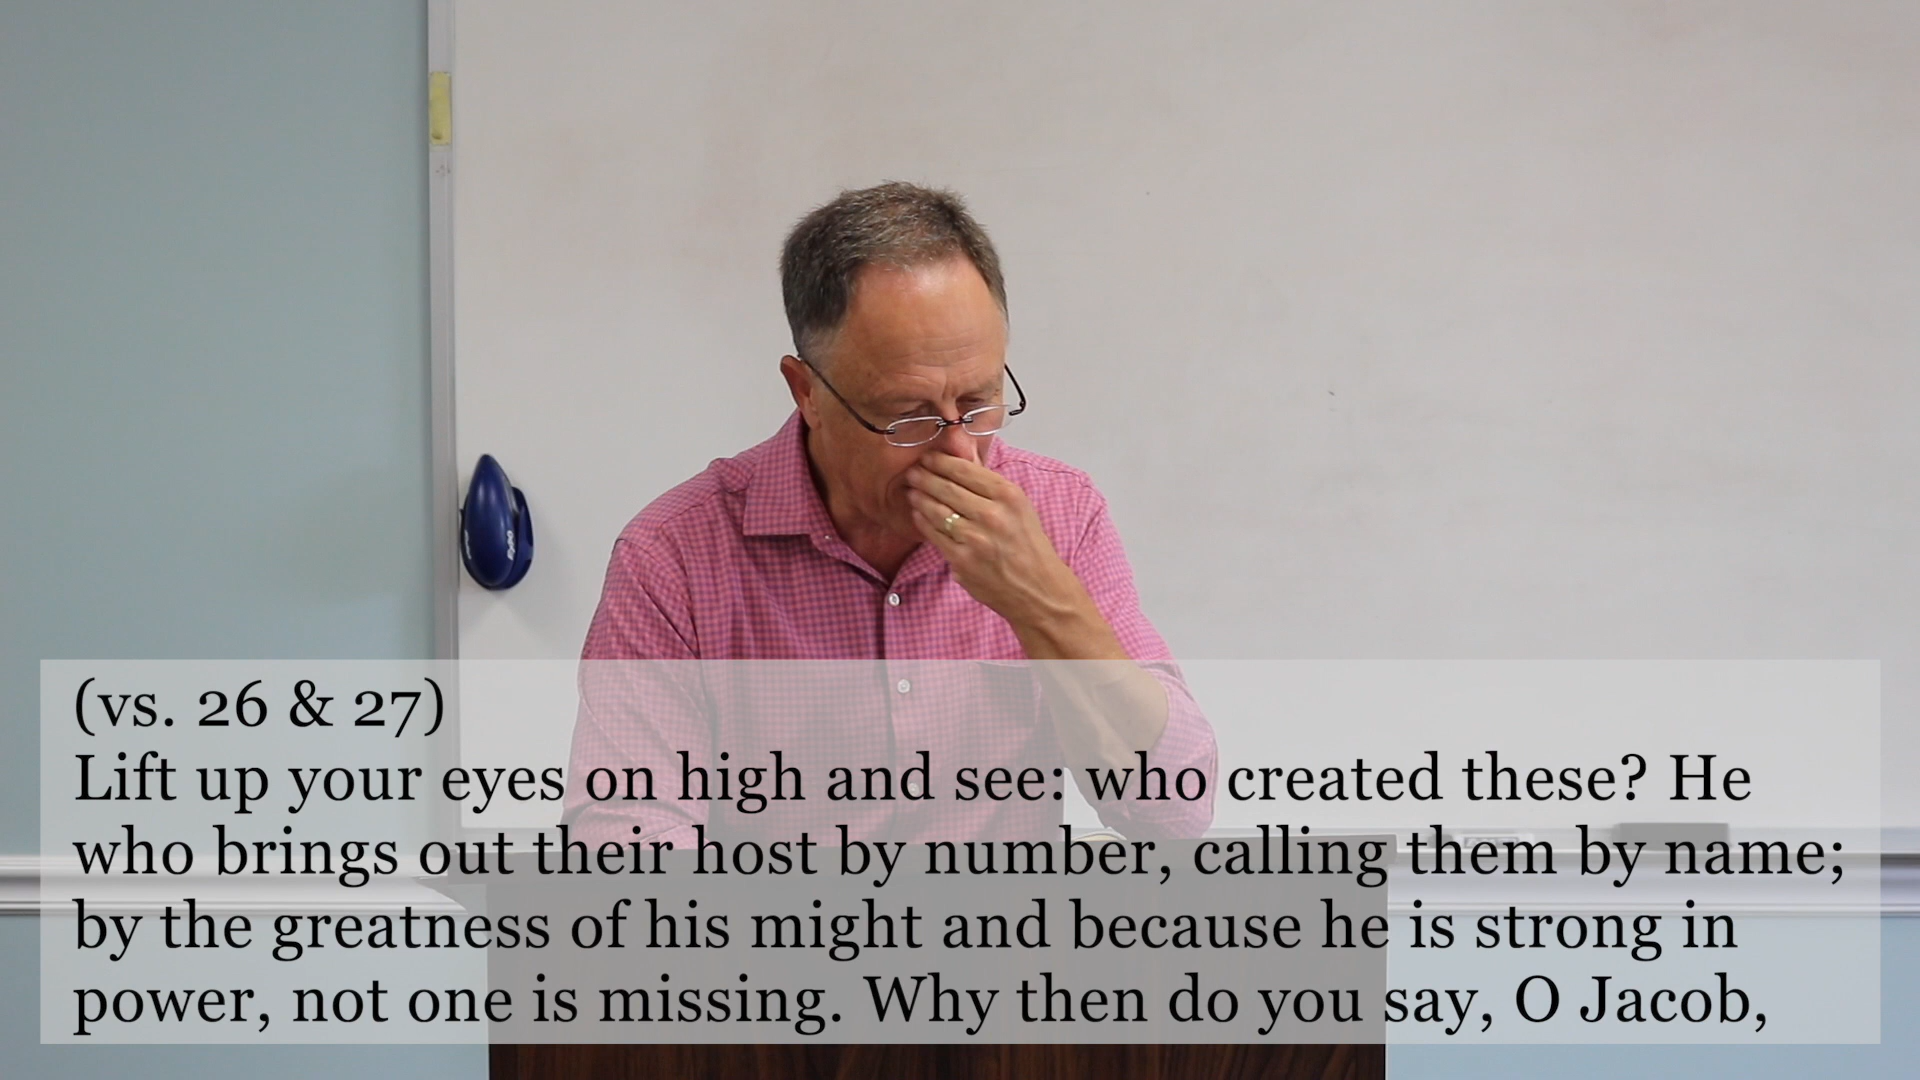 (vs. 26 & 27)
Lift up your eyes on high and see: who created these? He
who brings out their host by number, calling them by name;
by the greatness of his might and because he is strong in
power, not one is missing. Why then do you say, O Jacob,
Expo